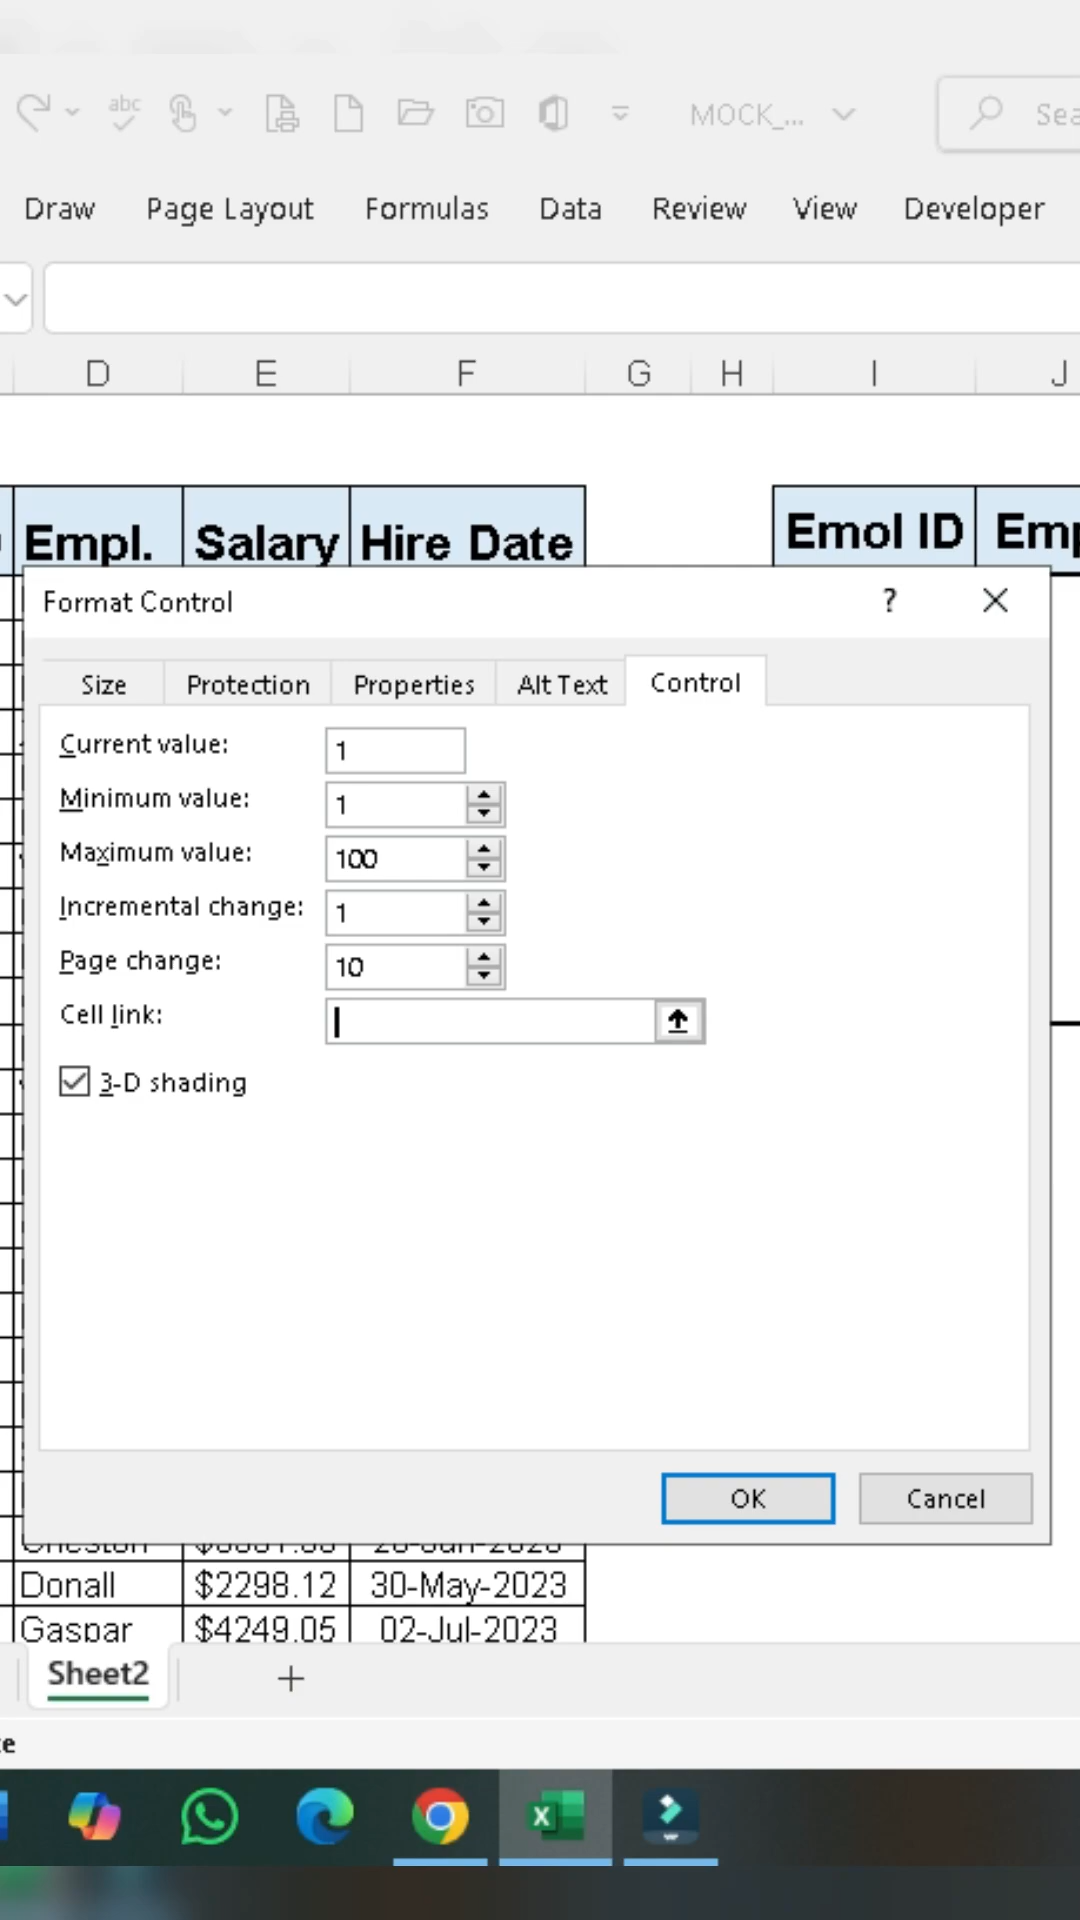 abc
MOCK_...
Sea
Draw Page Layout Formulas Data Review View Developer
D E F G H I J
Empl. Salary Hire Date Emol ID Emp
Format Control ?
Size Protection Properties Alt Text Control
Current value: 1
Minimum value: 1
Maximum value: 100
Incremental change: 1
Page change: 10
Cell link:
3-D shading
OK Cancel
Donall $2298.12 30-May-2023
Gaspar $4249.05 02-Jul-2023
Sheet2